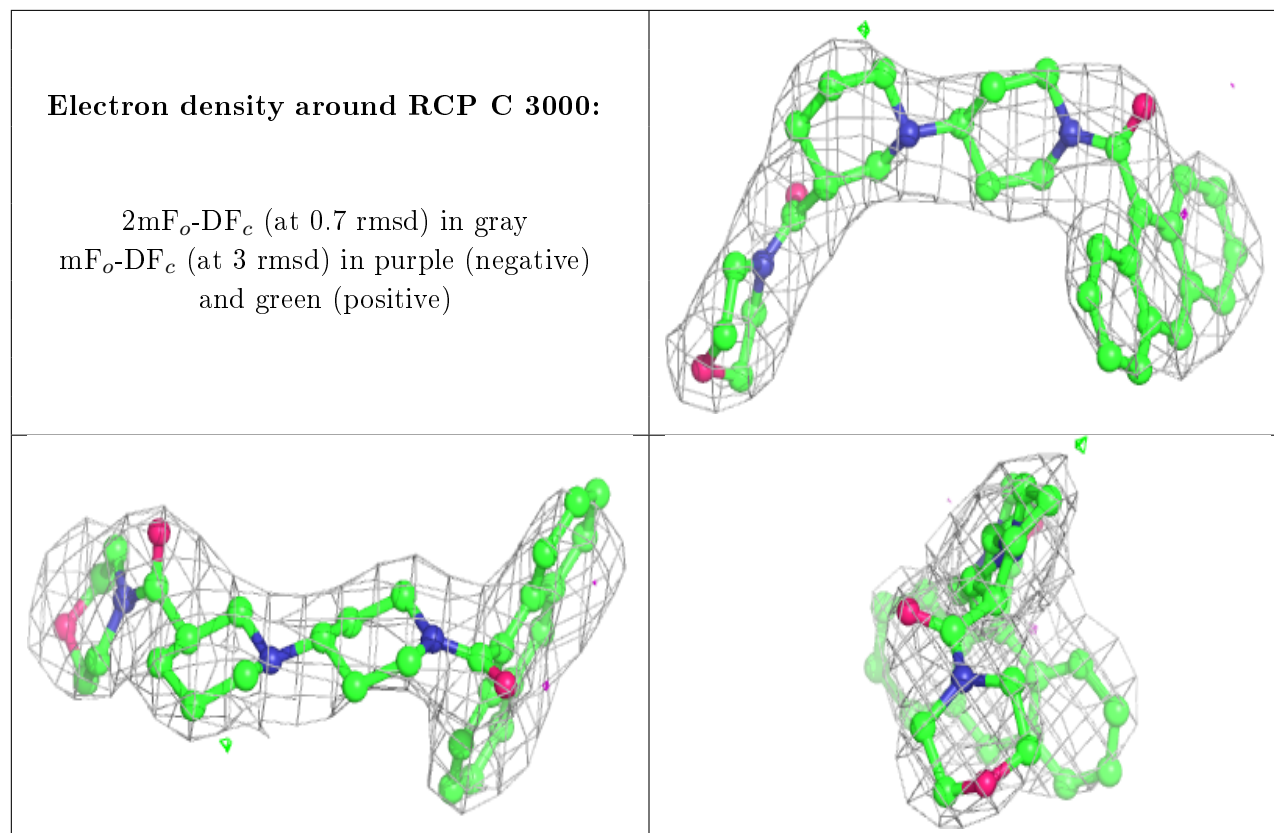 Electron density around RCP C 3000:
2mFₒ-DF𝑐 (at 0.7 rmsd) in gray
mFₒ-DF𝑐 (at 3 rmsd) in purple (negative)
and green (positive)